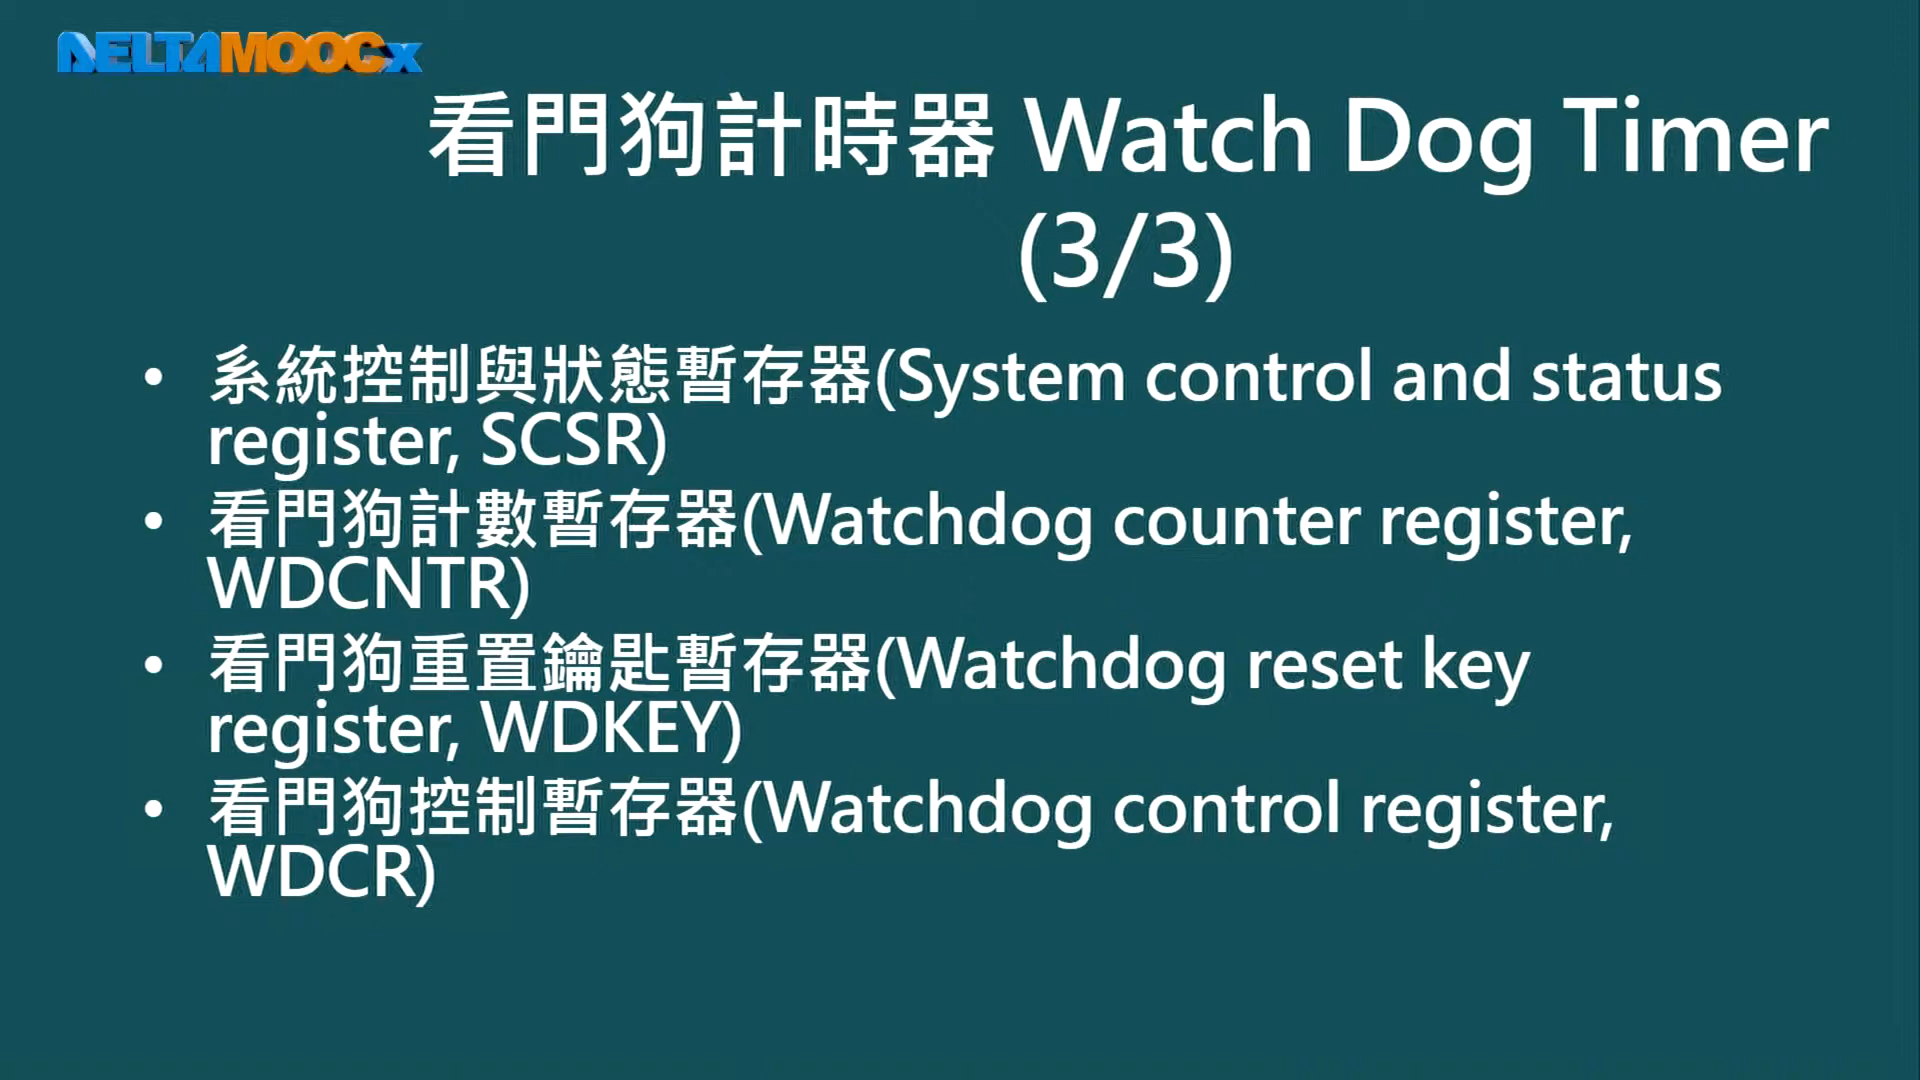 DELTAMOOCx
看門狗計時器 Watch Dog Timer
(3/3)
• 系統控制與狀態暫存器(System control and status
register, SCSR)
• 看門狗計數暫存器(Watchdog counter register,
WDCNTR)
• 看門狗重置鑰匙暫存器(Watchdog reset key
register, WDKEY)
• 看門狗控制暫存器(Watchdog control register,
WDCR)